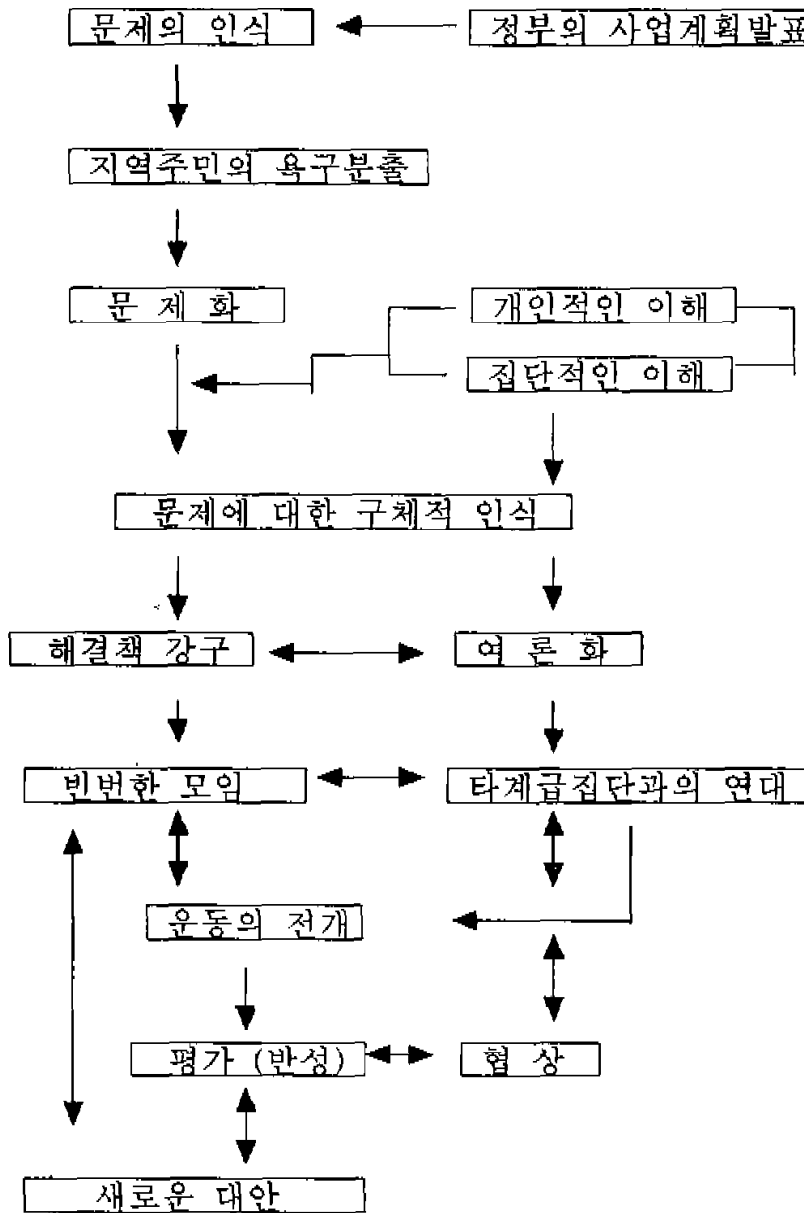 문제의 인식
정부의 사업계획발표
지역주민의 욕구분출
문 제 화
개인적인 이해
집단적인 이해
문제에 대한 구체적 인식
해결책 강구
여 론 화
빈번한 모임
타계급집단과의 연대
운동의 전개
평가 (반성)
협 상
새로운 대안